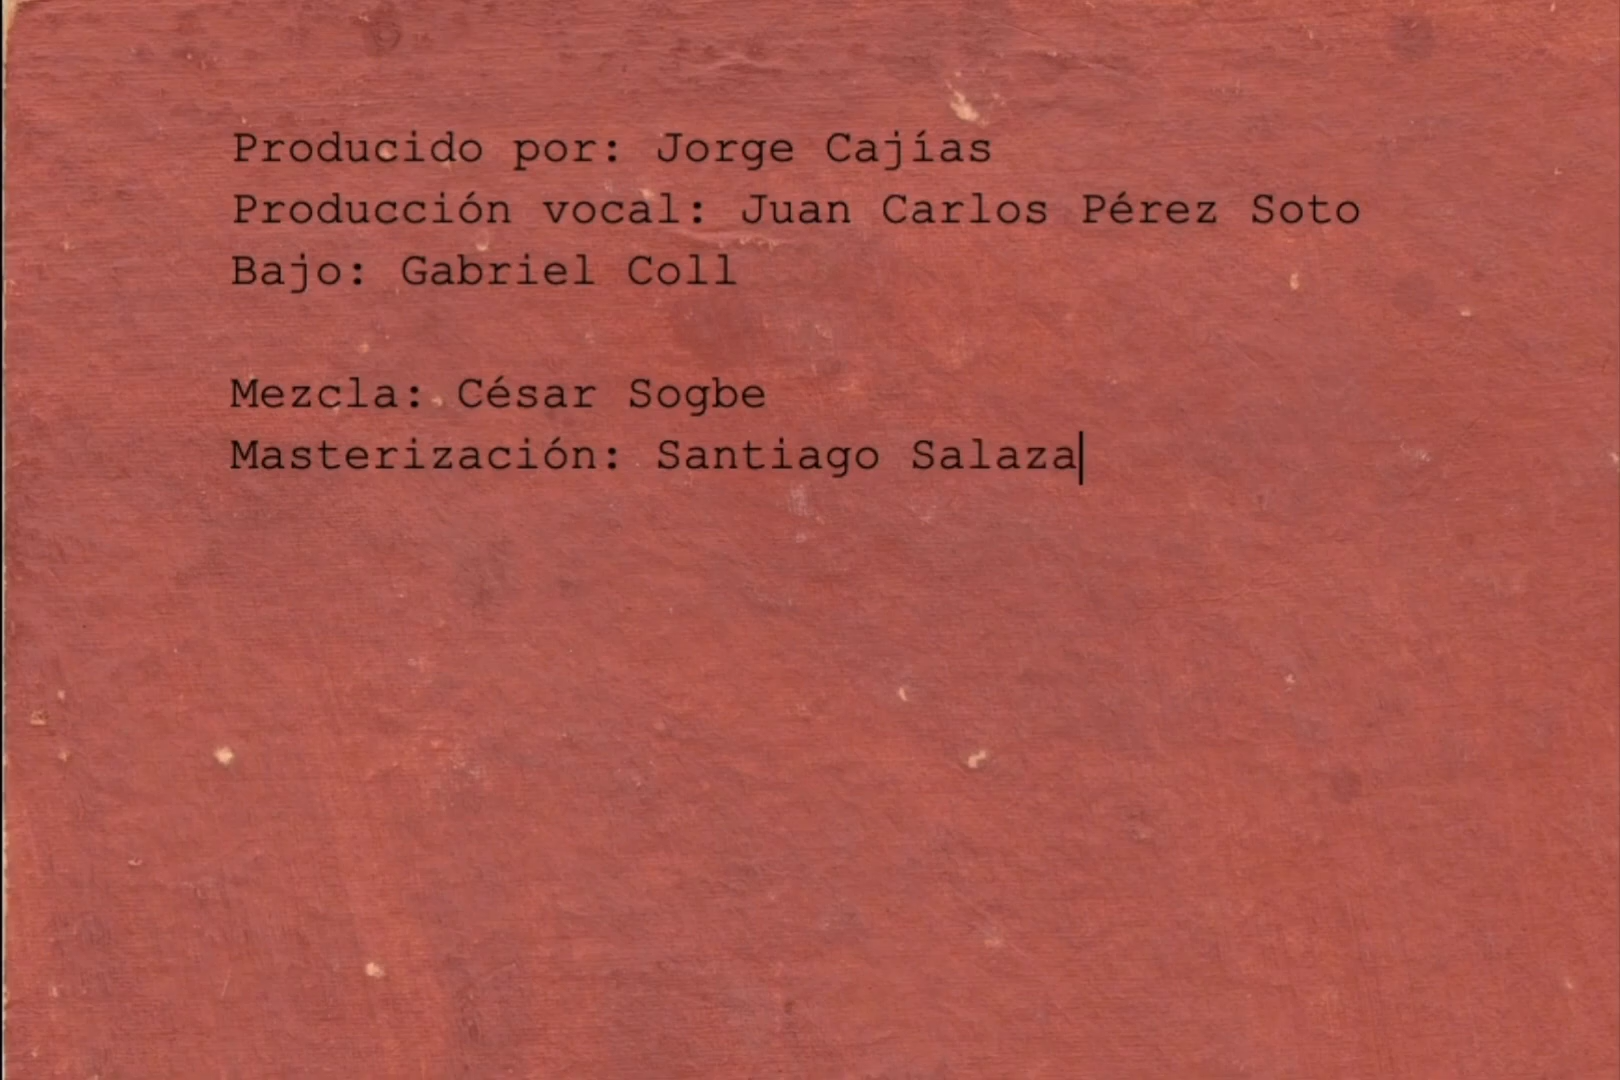 Producido por: Jorge Cajías
Producción vocal: Juan Carlos Pérez Soto
Bajo: Gabriel Coll
Mezcla: César Sogbe
Masterización: Santiago Salaza